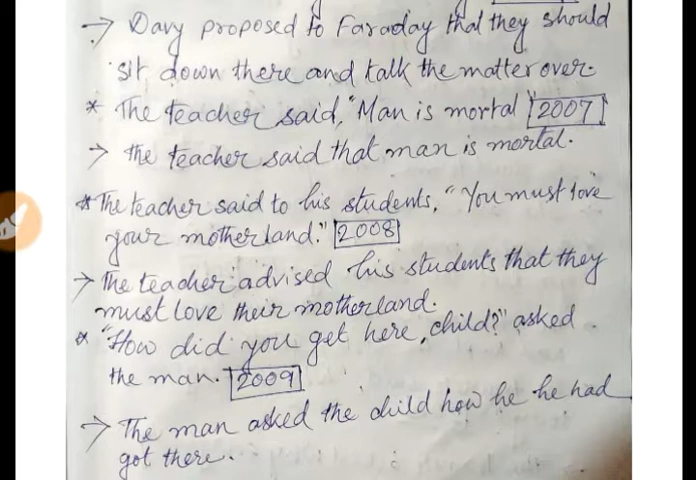 → Davy proposed to Faraday that they should
sit down there and talk the matter over.
* The teacher said, "Man is mortal" 2007
→ the teacher said that man is mortal.
* The teacher said to his students, "You must love
your motherland." 2008
→ The teacher advised his students that they
must love their motherland.
* "How did you get here, child?" asked
the man. 2009
→ The man asked the child how he he had
got there.